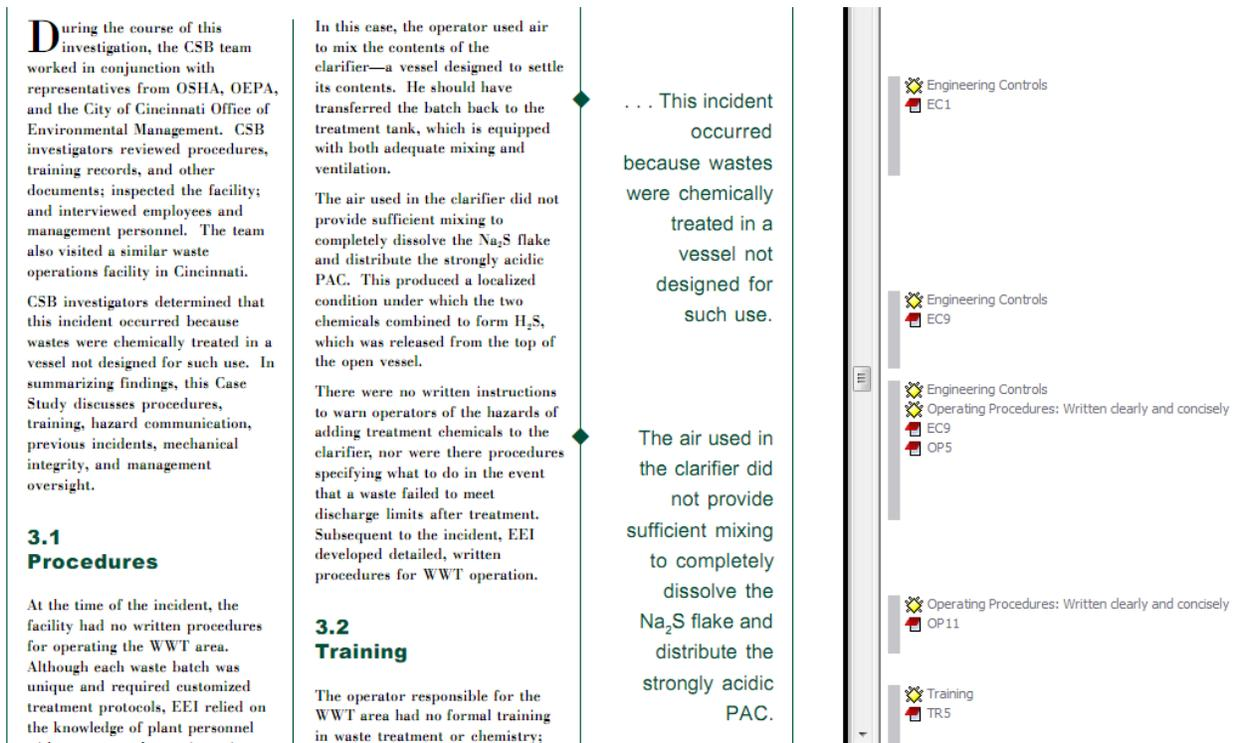 During the course of this
investigation, the CSB team
worked in conjunction with
representatives from OSHA, OEPA,
and the City of Cincinnati Office of
Environmental Management. CSB
investigators reviewed procedures,
training records, and other
documents; inspected the facility;
and interviewed employees and
management personnel. The team
also visited a similar waste
operations facility in Cincinnati.
CSB investigators determined that
this incident occurred because
wastes were chemically treated in a
vessel not designed for such use. In
summarizing findings, this Case
Study discusses procedures,
training, hazard communication,
previous incidents, mechanical
integrity, and management
oversight.
3.1
Procedures
At the time of the incident, the
facility had no written procedures
for operating the WWT area.
Although each waste batch was
unique and required customized
treatment protocols, EEI relied on
the knowledge of plant personnel
In this case, the operator used air
to mix the contents of the
clarifier—a vessel designed to settle
its contents. He should have
transferred the batch back to the
treatment tank, which is equipped
with both adequate mixing and
ventilation.
The air used in the clarifier did not
provide sufficient mixing to
completely dissolve the Na₂S flake
and distribute the strongly acidic
PAC. This produced a localized
condition under which the two
chemicals combined to form H₂S,
which was released from the top of
the open vessel.
There were no written instructions
to warn operators of the hazards of
adding treatment chemicals to the
clarifier, nor were there procedures
specifying what to do in the event
that a waste failed to meet
discharge limits after treatment.
Subsequent to the incident, EEI
developed detailed, written
procedures for WWT operation.
3.2
Training
The operator responsible for the
WWT area had no formal training
in waste treatment or chemistry;
. . . This incident
occurred
because wastes
were chemically
treated in a
vessel not
designed for
such use.
The air used in
the clarifier did
not provide
sufficient mixing
to completely
dissolve the
Na₂S flake and
distribute the
strongly acidic
PAC.
Engineering Controls
EC1
Engineering Controls
EC9
Engineering Controls
Operating Procedures: Written clearly and concisely
EC9
OP5
Operating Procedures: Written clearly and concisely
OP11
Training
TR5